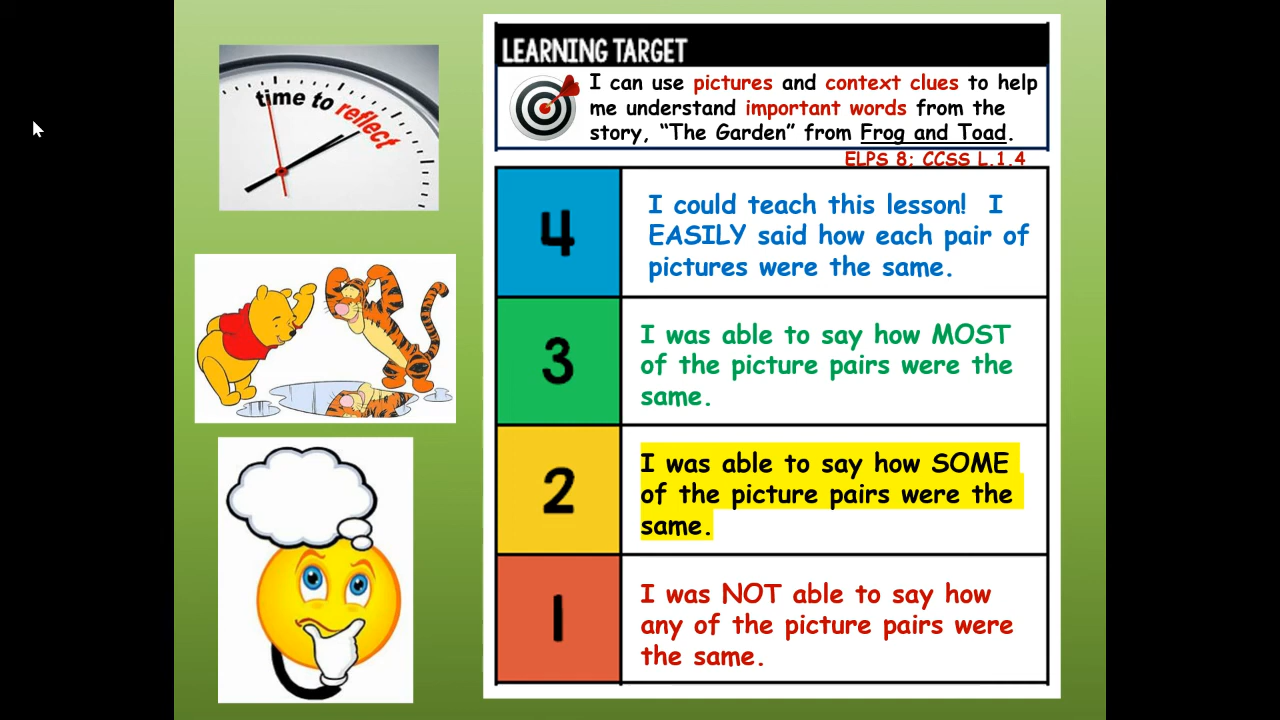 time to reflect
LEARNING TARGET
I can use pictures and context clues to help
me understand important words from the
story, “The Garden” from Frog and Toad.
ELPS 8; CCSS L.1.4
4
I could teach this lesson! I
EASILY said how each pair of
pictures were the same.
3
I was able to say how MOST
of the picture pairs were the
same.
2
I was able to say how SOME
of the picture pairs were the
same.
1
I was NOT able to say how
any of the picture pairs were
the same.